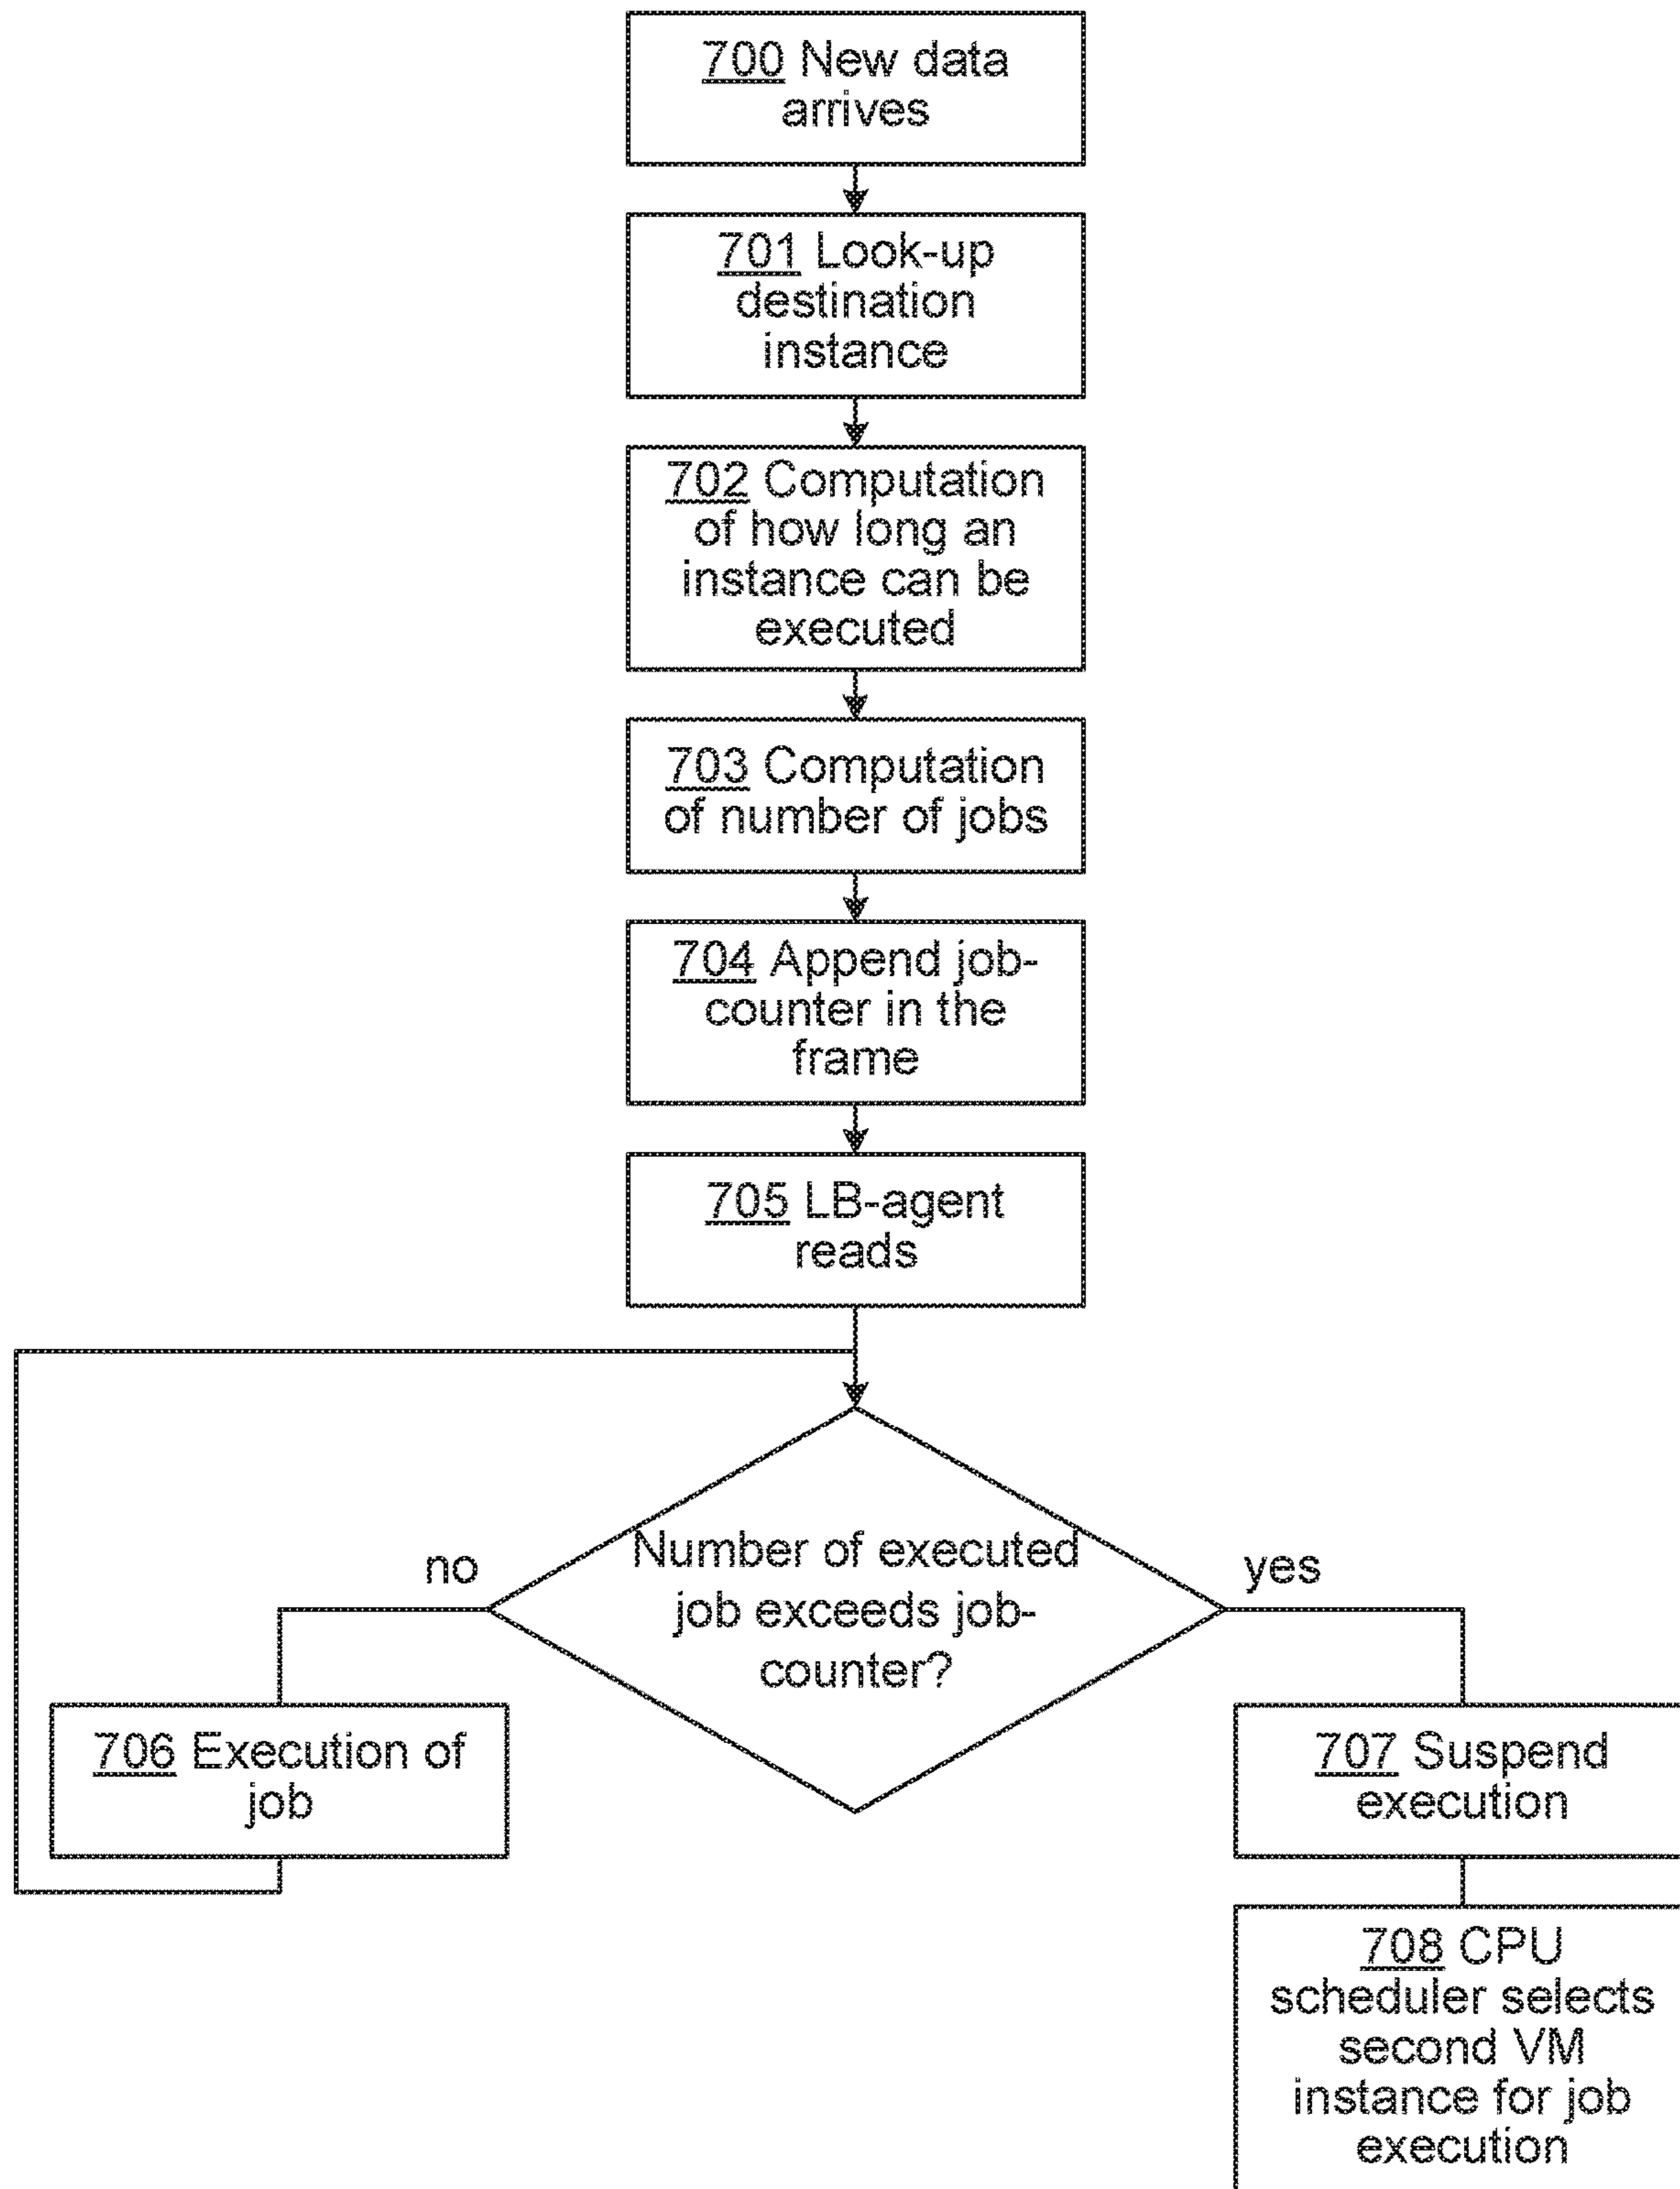 700 New data
arrives
701 Look-up
destination
instance
702 Computation
of how long an
instance can be
executed
703 Computation
of number of jobs
704 Append job-
counter in the
frame
705 LB-agent
reads
Number of executed
job exceeds job-
counter?
no
yes
706 Execution of
job
707 Suspend
execution
708 CPU
scheduler selects
second VM
instance for job
execution